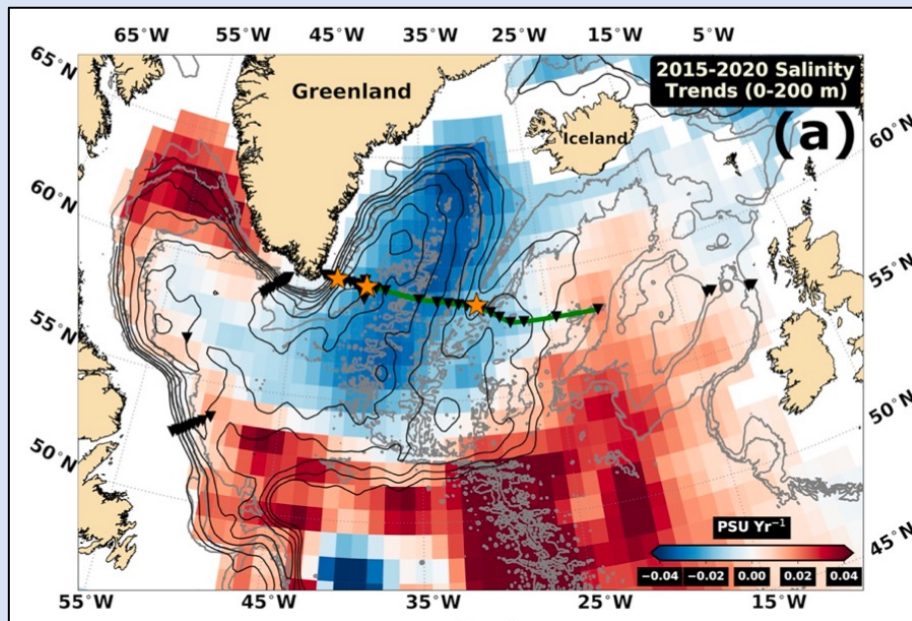 65°W 55°W 45°W 35°W 25°W 15°W 5°W
65°N
2015-2020 Salinity
Trends (0-200 m)
Greenland
(a)
Iceland
60°N
60°N
55°N
55°N
50°N
50°N
PSU Yr⁻¹
−0.04 −0.02 0.00 0.02 0.04
45°N
55°W 45°W 35°W 25°W 15°W